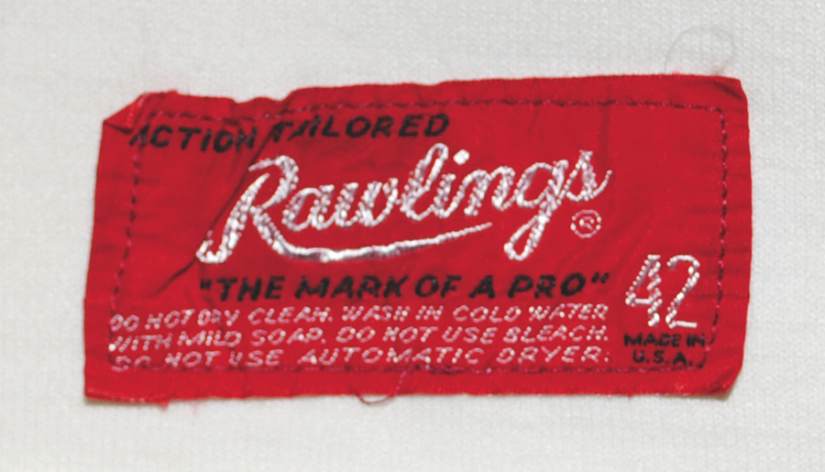 ACTION TAILORED
Rawlings ®
"THE MARK OF A PRO"
42
DO NOT DRY CLEAN. WASH IN COLD WATER
WITH MILD SOAP. DO NOT USE BLEACH.
DO NOT USE AUTOMATIC DRYER.
MADE IN
U.S.A.